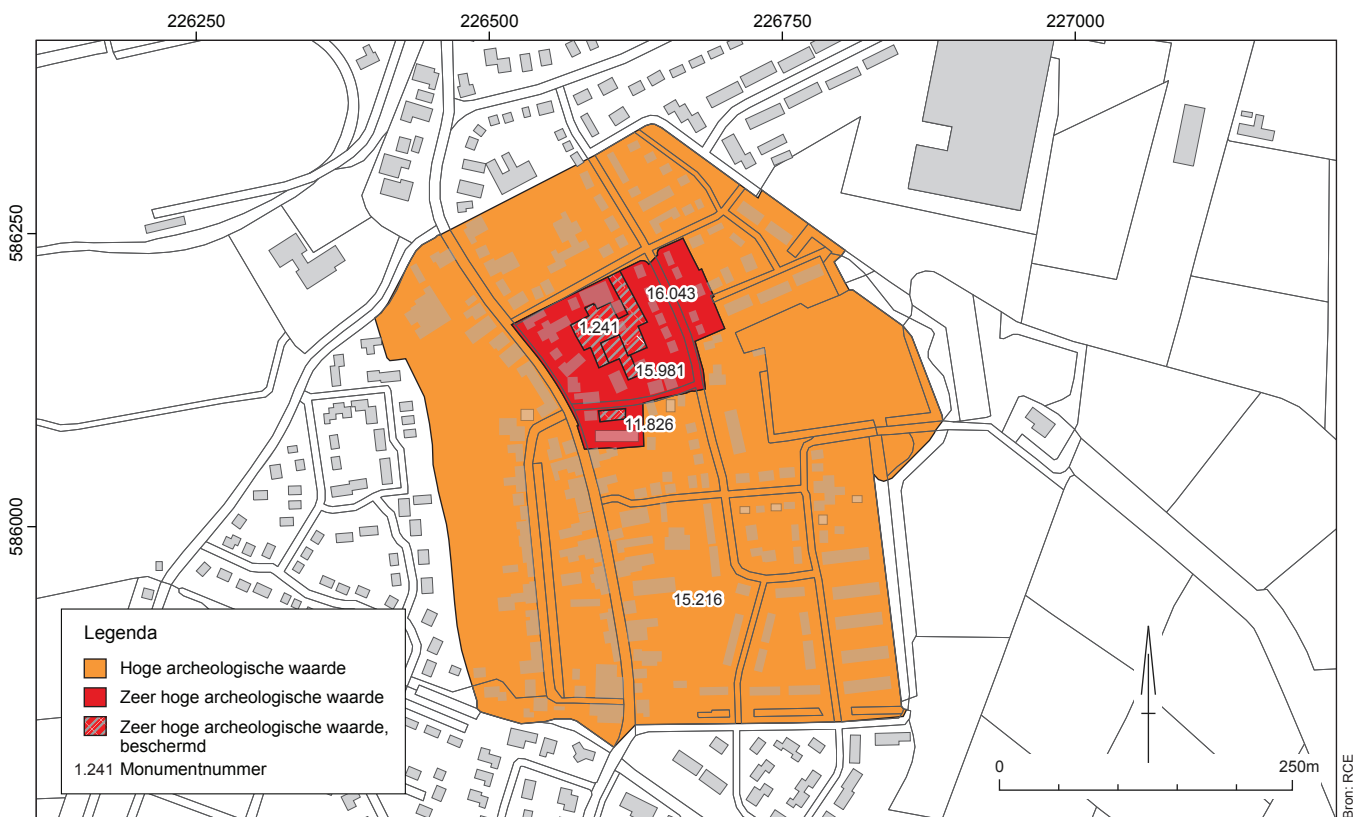 226250
226500
226750
227000
586250
586000
16.043
1.241
15.981
11.826
15.216
Legenda
Hoge archeologische waarde
Zeer hoge archeologische waarde
Zeer hoge archeologische waarde,
beschermd
1.241 Monumentnummer
0
250m
Bron: RCE